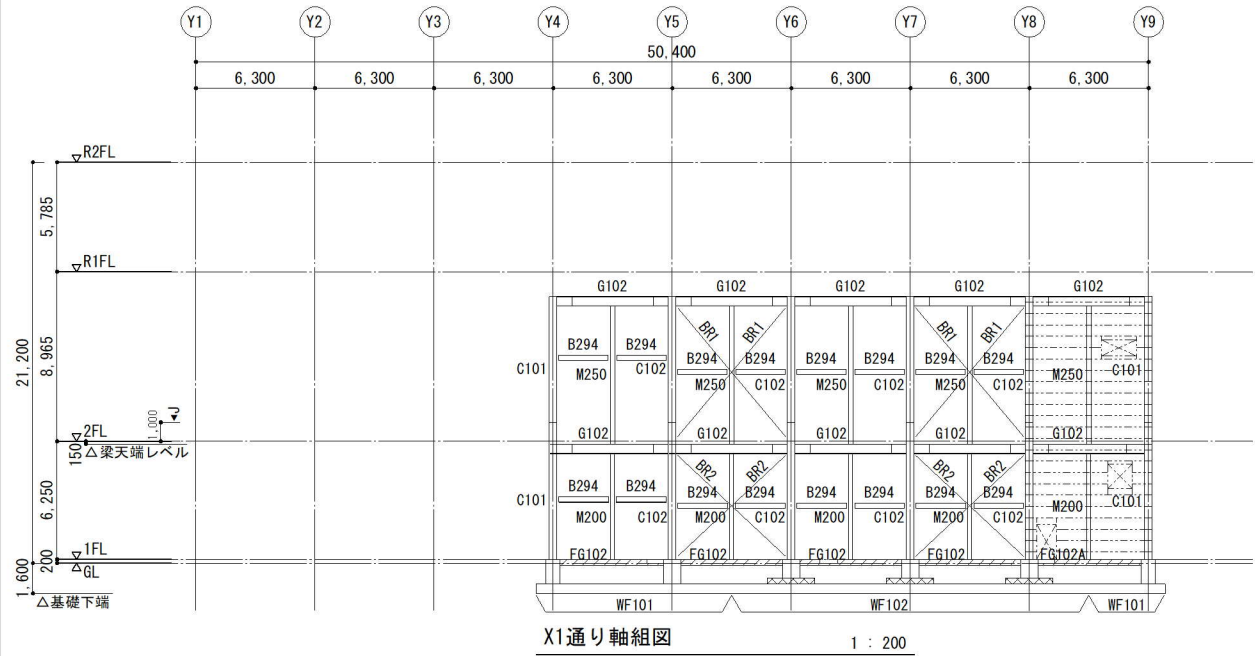 Y1 Y2 Y3 Y4 Y5 Y6 Y7 Y8 Y9
50,400
6,300 6,300 6,300 6,300 6,300 6,300 6,300 6,300
R2FL
5,785
R1FL
G102 G102 G102 G102
21,200
8,965
BR1 BR1 BR1 BR1
B294 B294 B294 B294 B294 B294 B294 B294
C101 M250 C102 M250 C102 M250 C102 M250 C102 M250 C101
1,000 J
2FL
150 △梁天端レベル
G102 G102 G102 G102 G102
6,250
BR2 BR2 BR2 BR2
B294 B294 B294 B294 B294 B294 B294 B294
C101 M200 C102 M200 C102 M200 C102 M200 C102 M200 C101
1FL
200
GL
FG102 FG102 FG102 FG102 FG102A
1,600
△基礎下端
WF101 WF102 WF101
X1通り軸組図 1 : 200